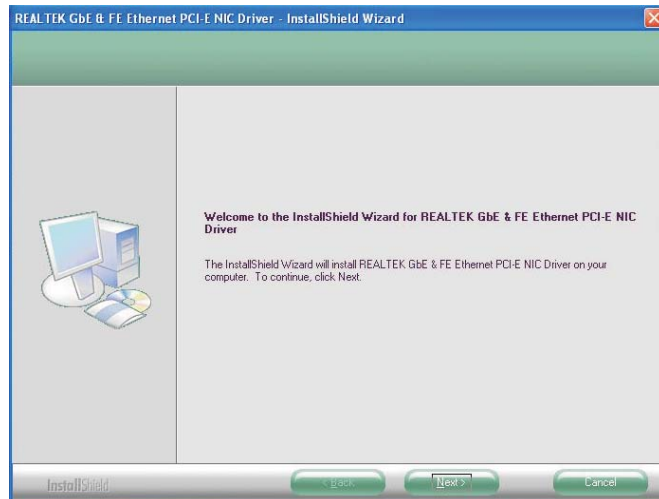 REALTEK GbE & FE Ethernet PCI-E NIC Driver - InstallShield Wizard
Welcome to the InstallShield Wizard for REALTEK GbE & FE Ethernet PCI-E NIC
Driver
The InstallShield Wizard will install REALTEK GbE & FE Ethernet PCI-E NIC Driver on your
computer. To continue, click Next.
InstallShield
< Back
Next >
Cancel